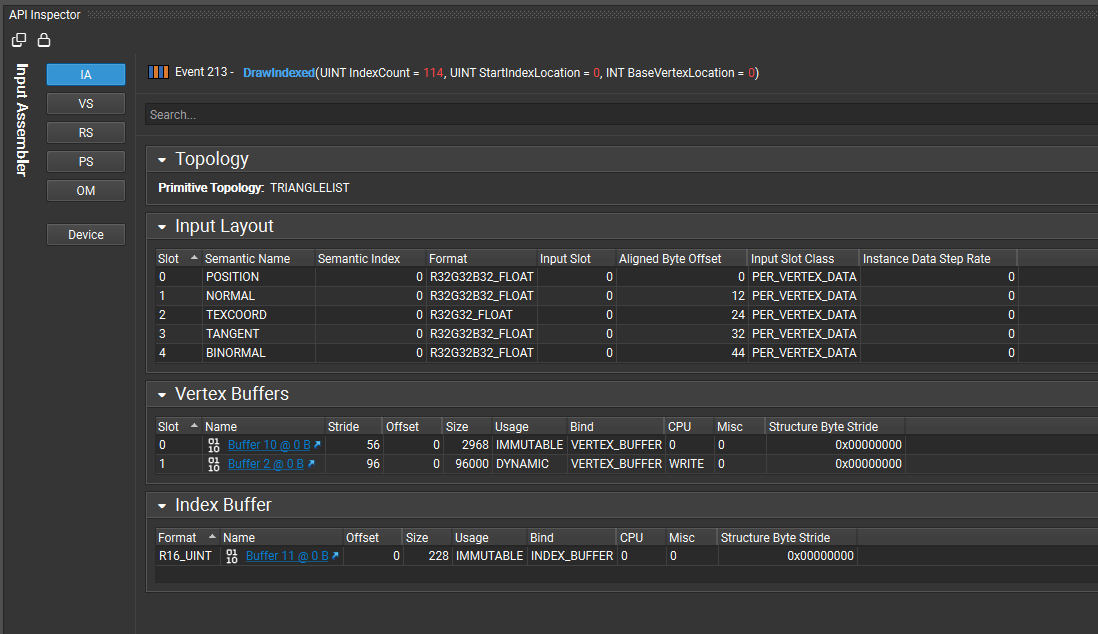 API Inspector
Input Assembler
IA
VS
RS
PS
OM
Device
Event 213 - DrawIndexed(UINT IndexCount = 114, UINT StartIndexLocation = 0, INT BaseVertexLocation = 0)
Search...
Topology
Primitive Topology: TRIANGLELIST
Input Layout
Slot Semantic Name Semantic Index Format Input Slot Aligned Byte Offset Input Slot Class Instance Data Step Rate
0 POSITION 0 R32G32B32_FLOAT 0 0 PER_VERTEX_DATA 0
1 NORMAL 0 R32G32B32_FLOAT 0 12 PER_VERTEX_DATA 0
2 TEXCOORD 0 R32G32_FLOAT 0 24 PER_VERTEX_DATA 0
3 TANGENT 0 R32G32B32_FLOAT 0 32 PER_VERTEX_DATA 0
4 BINORMAL 0 R32G32B32_FLOAT 0 44 PER_VERTEX_DATA 0
Vertex Buffers
Slot Name Stride Offset Size Usage Bind CPU Misc Structure Byte Stride
0 01 10 Buffer 10 @ 0 B 56 0 2968 IMMUTABLE VERTEX_BUFFER 0 0 0x00000000
1 01 10 Buffer 2 @ 0 B 96 0 96000 DYNAMIC VERTEX_BUFFER WRITE 0 0x00000000
Index Buffer
Format Name Offset Size Usage Bind CPU Misc Structure Byte Stride
R16_UINT 01 10 Buffer 11 @ 0 B 0 228 IMMUTABLE INDEX_BUFFER 0 0 0x00000000